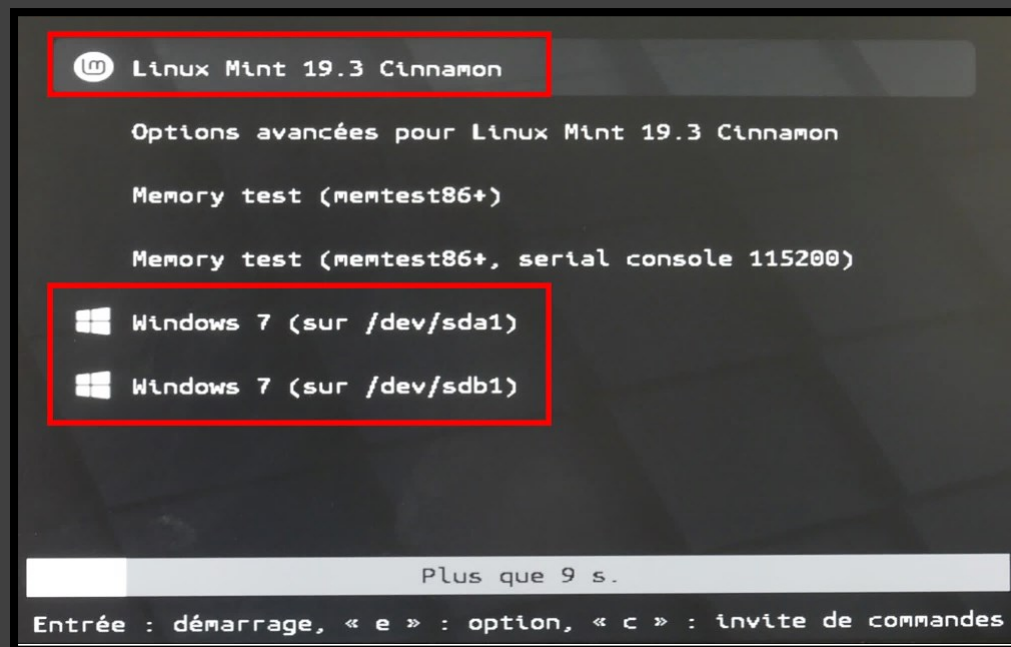 Linux Mint 19.3 Cinnamon
Options avancées pour Linux Mint 19.3 Cinnamon
Memory test (memtest86+)
Memory test (memtest86+, serial console 115200)
Windows 7 (sur /dev/sda1)
Windows 7 (sur /dev/sdb1)
Plus que 9 s.
Entrée : démarrage, « e » : option, « c » : invite de commandes